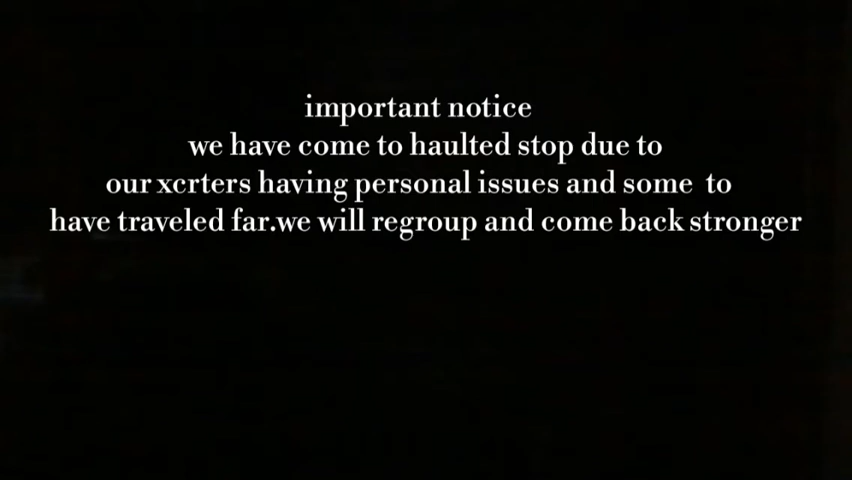 important notice
we have come to haulted stop due to
our xcrters having personal issues and some to
have traveled far.we will regroup and come back stronger